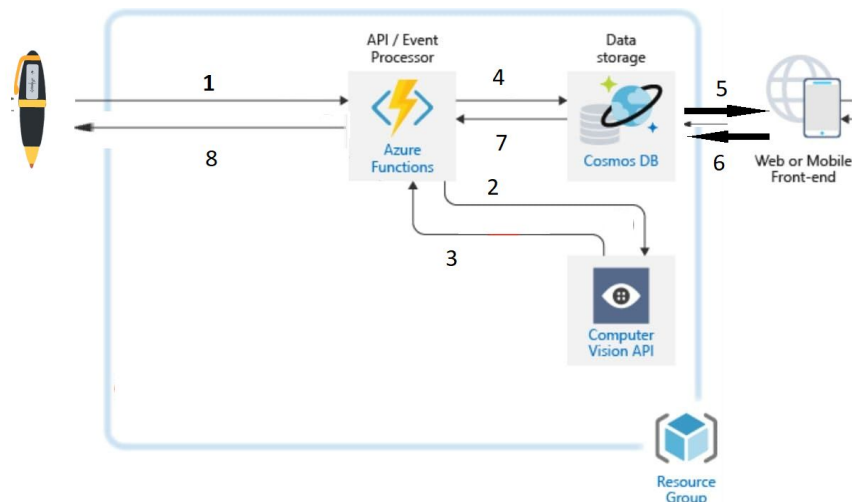 API / Event
Processor
Data
storage
1
4
5
Azure
Functions
7
Cosmos DB
8
6
Web or Mobile
Front-end
2
3
Computer
Vision API
Resource
Group